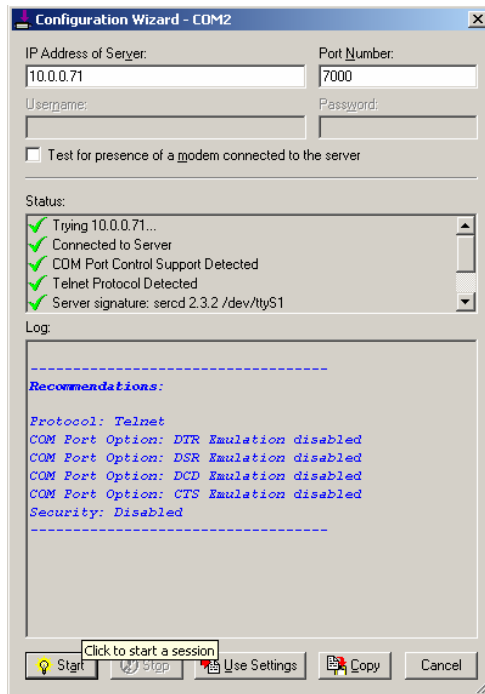 Configuration Wizard - COM2
IP Address of Server:
Port Number:
10.0.0.71
7000
Username:
Password:
Test for presence of a modem connected to the server
Status:
Trying 10.0.0.71...
Connected to Server
COM Port Control Support Detected
Telnet Protocol Detected
Server signature: sercd 2.3.2 /dev/ttyS1
Log:
----------------------------------
Recommendations:
Protocol: Telnet
COM Port Option: DTR Emulation disabled
COM Port Option: DSR Emulation disabled
COM Port Option: DCD Emulation disabled
COM Port Option: CTS Emulation disabled
Security: Disabled
----------------------------------
Click to start a session
Start
Stop
Use Settings
Copy
Cancel